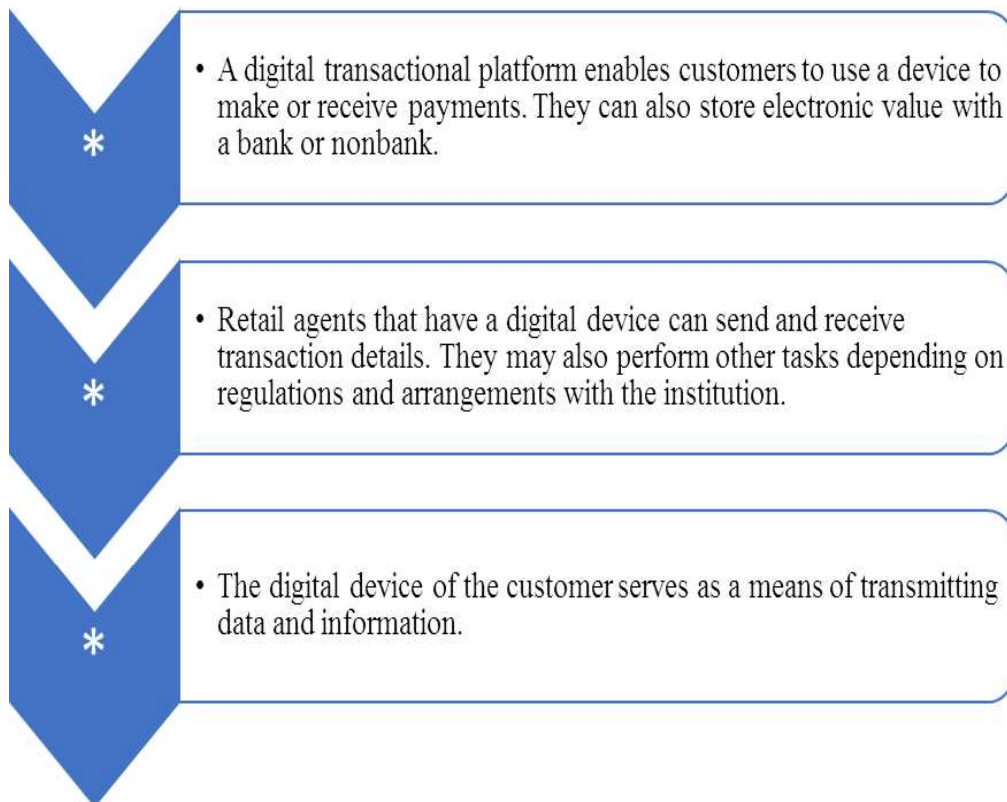 • A digital transactional platform enables customers to use a device to
make or receive payments. They can also store electronic value with
a bank or nonbank.
*
• Retail agents that have a digital device can send and receive
transaction details. They may also perform other tasks depending on
regulations and arrangements with the institution.
*
• The digital device of the customer serves as a means of transmitting
data and information.
*